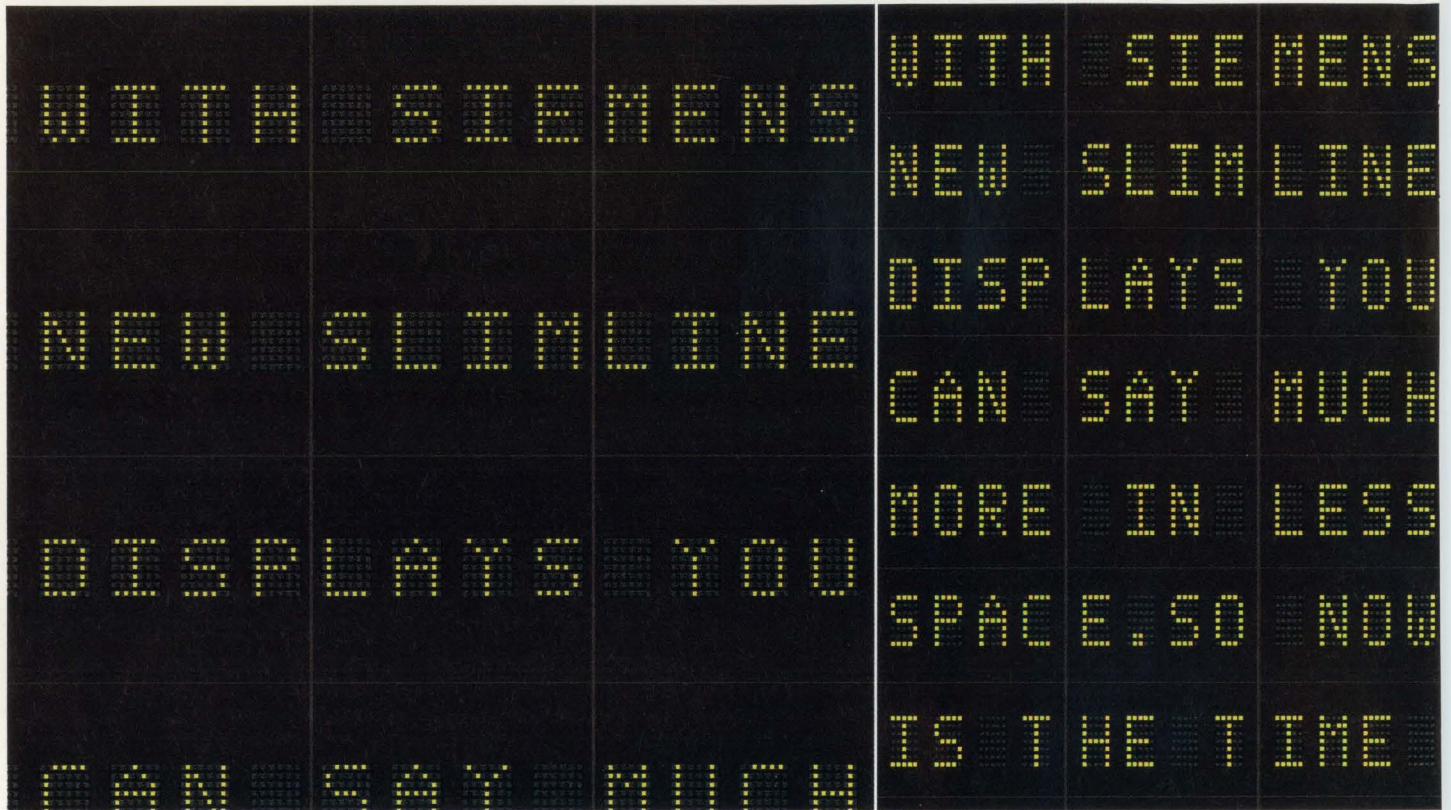 WITH SIEMENS
NEW SLIMLINE
DISPLAYS YOU
CAN SAY MUCH
WITH SIEMENS
NEW SLIMLINE
DISPLAYS YOU
CAN SAY MUCH
MORE IN LESS
SPACE.SO NOW
IS THE TIME